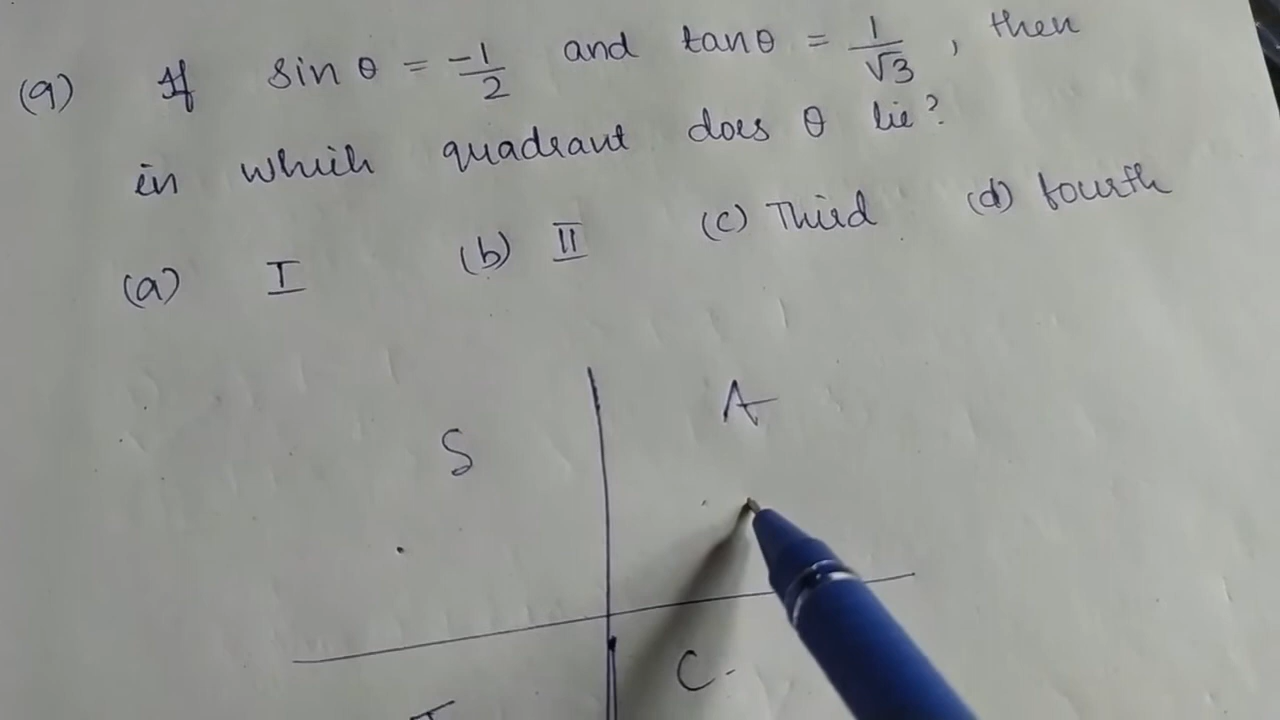 (9) If sin θ = -1/2 and tan θ = 1/√3, then
in which quadrant does θ lie?
(a) I (b) II (c) Third (d) fourth
S A
T C